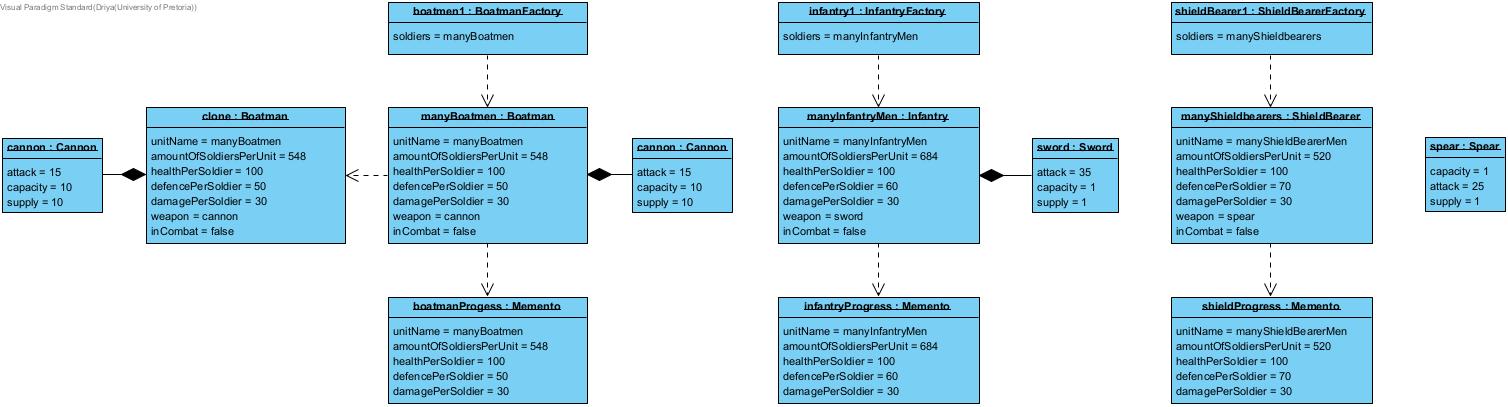 Visual Paradigm Standard(Driya(University of Pretoria))
boatmen1 : BoatmanFactory
soldiers = manyBoatmen
infantry1 : InfantryFactory
soldiers = manyInfantryMen
shieldBearer1 : ShieldBearerFactory
soldiers = manyShieldbearers
cannon : Cannon
attack = 15
capacity = 10
supply = 10
clone : Boatman
unitName = manyBoatmen
amountOfSoldiersPerUnit = 548
healthPerSoldier = 100
defencePerSoldier = 50
damagePerSoldier = 30
weapon = cannon
inCombat = false
manyBoatmen : Boatman
unitName = manyBoatmen
amountOfSoldiersPerUnit = 548
healthPerSoldier = 100
defencePerSoldier = 50
damagePerSoldier = 30
weapon = cannon
inCombat = false
cannon : Cannon
attack = 15
capacity = 10
supply = 10
manyInfantryMen : Infantry
unitName = manyInfantryMen
amountOfSoldiersPerUnit = 684
healthPerSoldier = 100
defencePerSoldier = 60
damagePerSoldier = 30
weapon = sword
inCombat = false
sword : Sword
attack = 35
capacity = 1
supply = 1
manyShieldbearers : ShieldBearer
unitName = manyShieldBearerMen
amountOfSoldiersPerUnit = 520
healthPerSoldier = 100
defencePerSoldier = 70
damagePerSoldier = 30
weapon = spear
inCombat = false
spear : Spear
capacity = 1
attack = 25
supply = 1
boatmanProgess : Memento
unitName = manyBoatmen
amountOfSoldiersPerUnit = 548
healthPerSoldier = 100
defencePerSoldier = 50
damagePerSoldier = 30
infantryProgress : Memento
unitName = manyInfantryMen
amountOfSoldiersPerUnit = 684
healthPerSoldier = 100
defencePerSoldier = 60
damagePerSoldier = 30
shieldProgress : Memento
unitName = manyShieldBearerMen
amountOfSoldiersPerUnit = 520
healthPerSoldier = 100
defencePerSoldier = 70
damagePerSoldier = 30